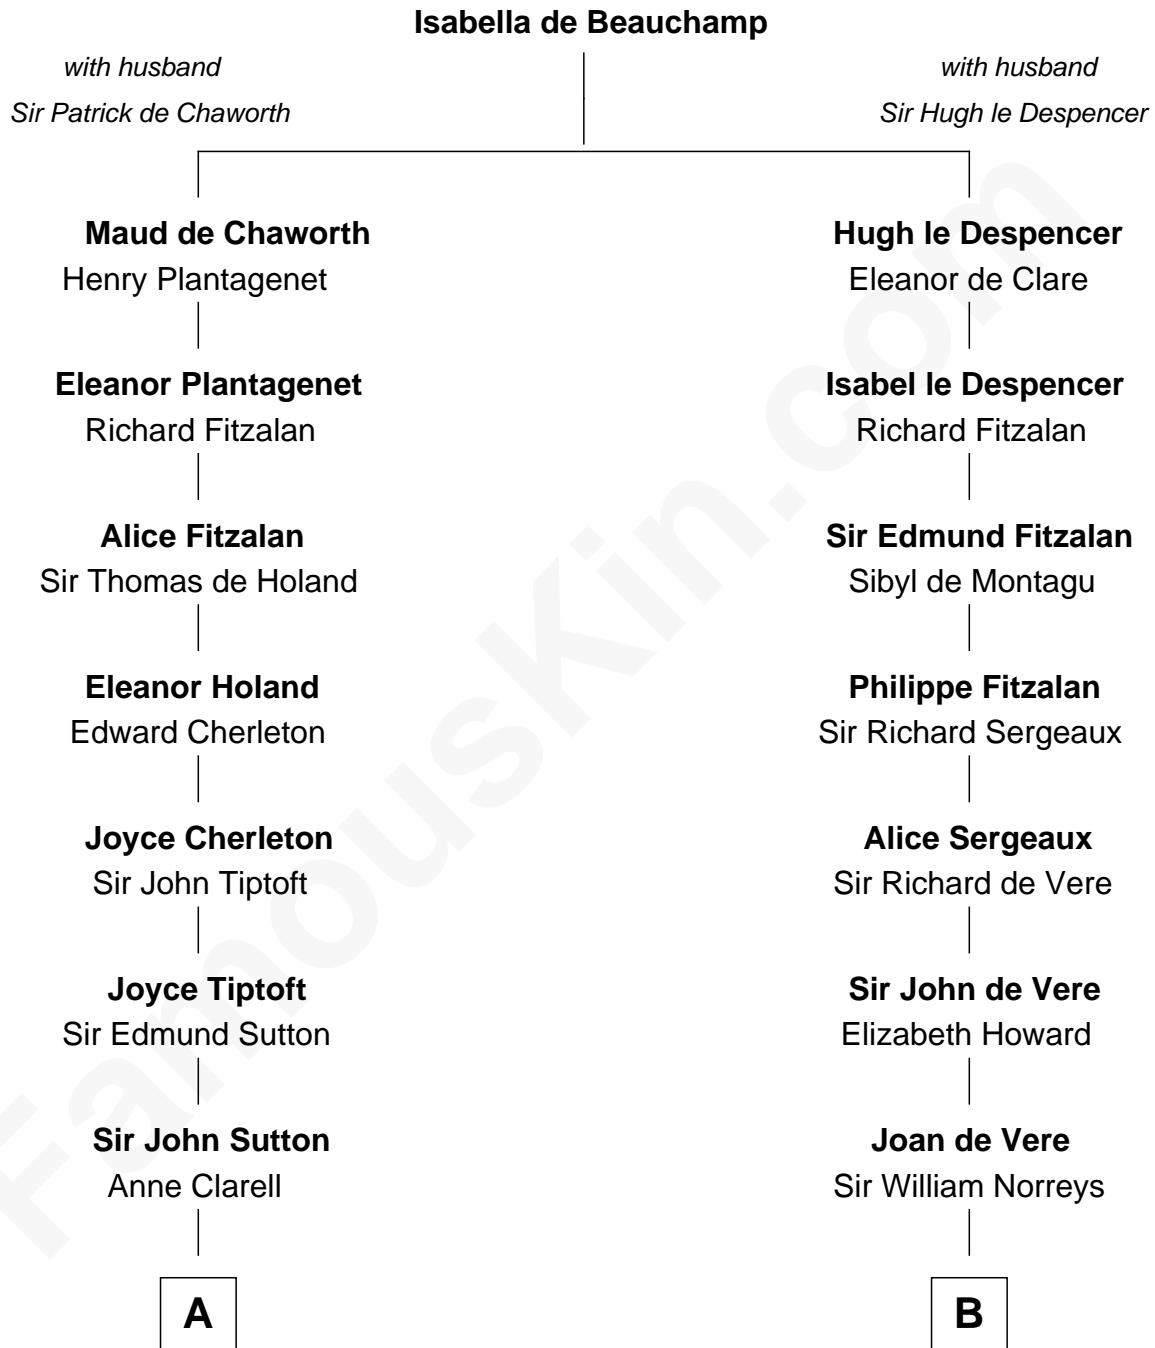 Isabella de Beauchamp
with husband
Sir Patrick de Chaworth
with husband
Sir Hugh le Despencer
Maud de Chaworth
Henry Plantagenet
Hugh le Despencer
Eleanor de Clare
Eleanor Plantagenet
Richard Fitzalan
Isabel le Despencer
Richard Fitzalan
Alice Fitzalan
Sir Thomas de Holand
Sir Edmund Fitzalan
Sibyl de Montagu
Eleanor Holand
Edward Cherleton
Philippe Fitzalan
Sir Richard Sergeaux
Joyce Cherleton
Sir John Tiptoft
Alice Sergeaux
Sir Richard de Vere
Joyce Tiptoft
Sir Edmund Sutton
Sir John de Vere
Elizabeth Howard
Sir John Sutton
Anne Clarell
Joan de Vere
Sir William Norreys
A
B
FamousKin.com